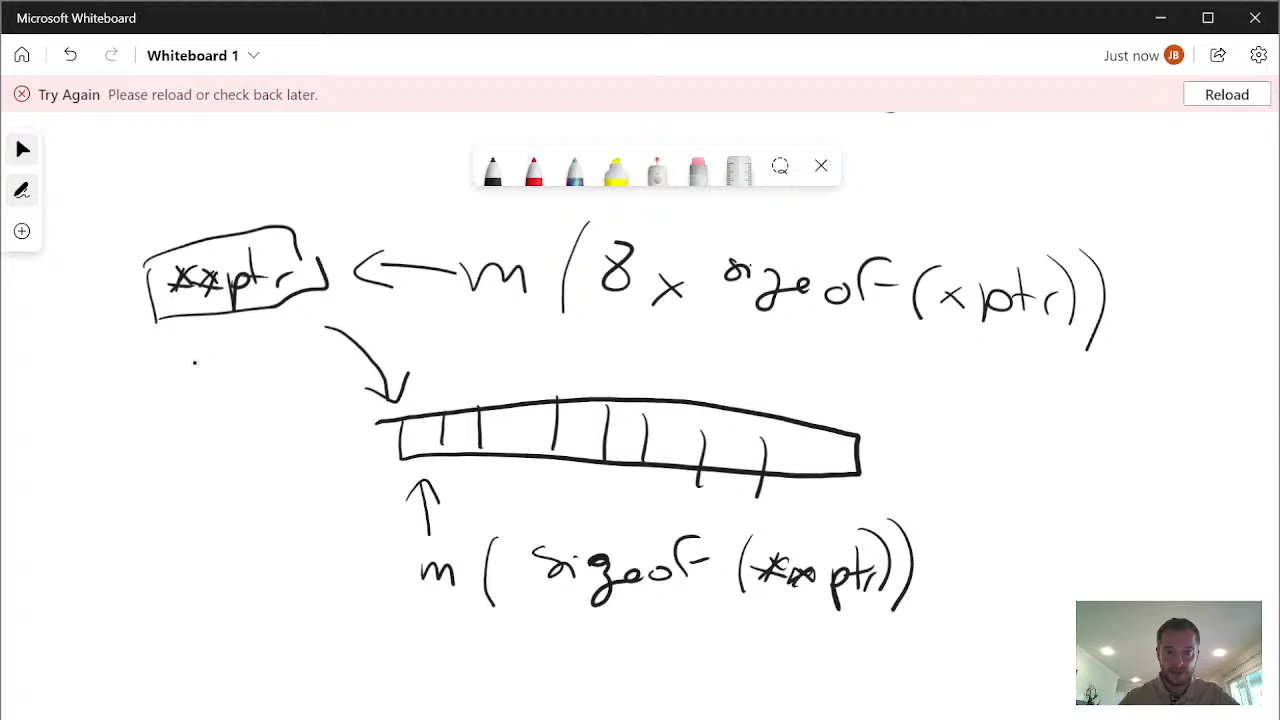 Microsoft Whiteboard
Whiteboard 1
Just now JB
Try Again Please reload or check back later.
Reload
**ptr ← m (8 x sizeof(*ptr))
m (sizeof(**ptr))